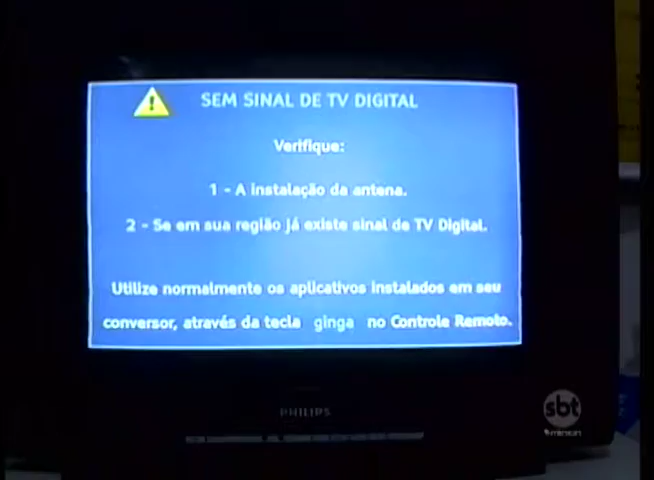 SEM SINAL DE TV DIGITAL
Verifique:
1 - A instalação da antena.
2 - Se em sua região já existe sinal de TV Digital.
Utilize normalmente os aplicativos instalados em seu
conversor, através da tecla ginga no Controle Remoto.
PHILIPS
sbt